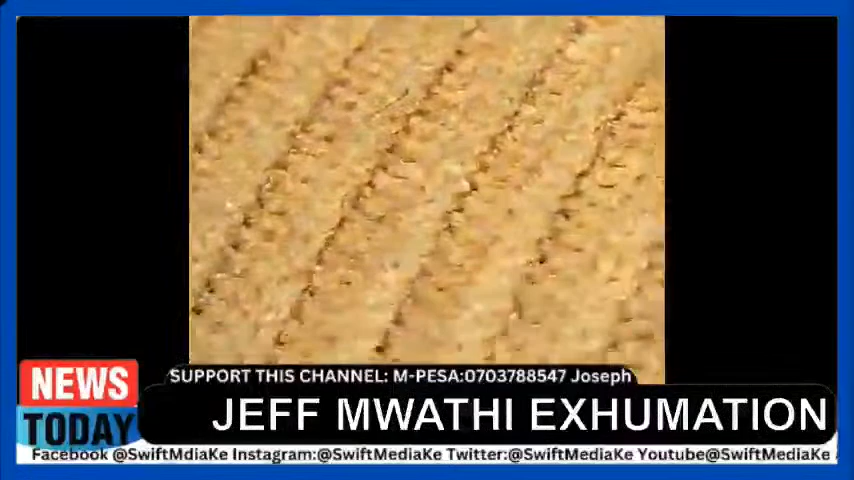 SUPPORT THIS CHANNEL: M-PESA:0703788547 Joseph
NEWS
TODAY
JEFF MWATHI EXHUMATION
Facebook @SwiftMdiaKe Instagram:@SwiftMediaKe Twitter:@SwiftMediaKe Youtube@SwiftMediaKe